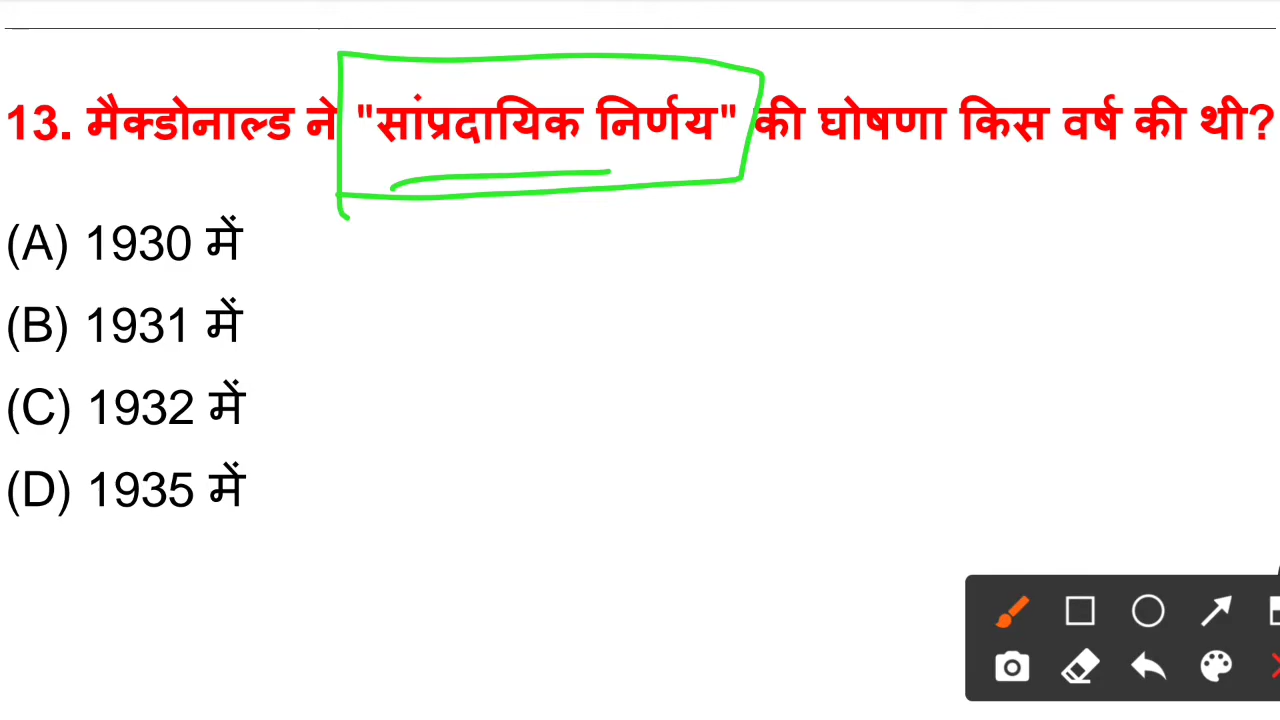 13. मैक्डोनाल्ड ने "सांप्रदायिक निर्णय" की घोषणा किस वर्ष की थी?
(A) 1930 में
(B) 1931 में
(C) 1932 में
(D) 1935 में